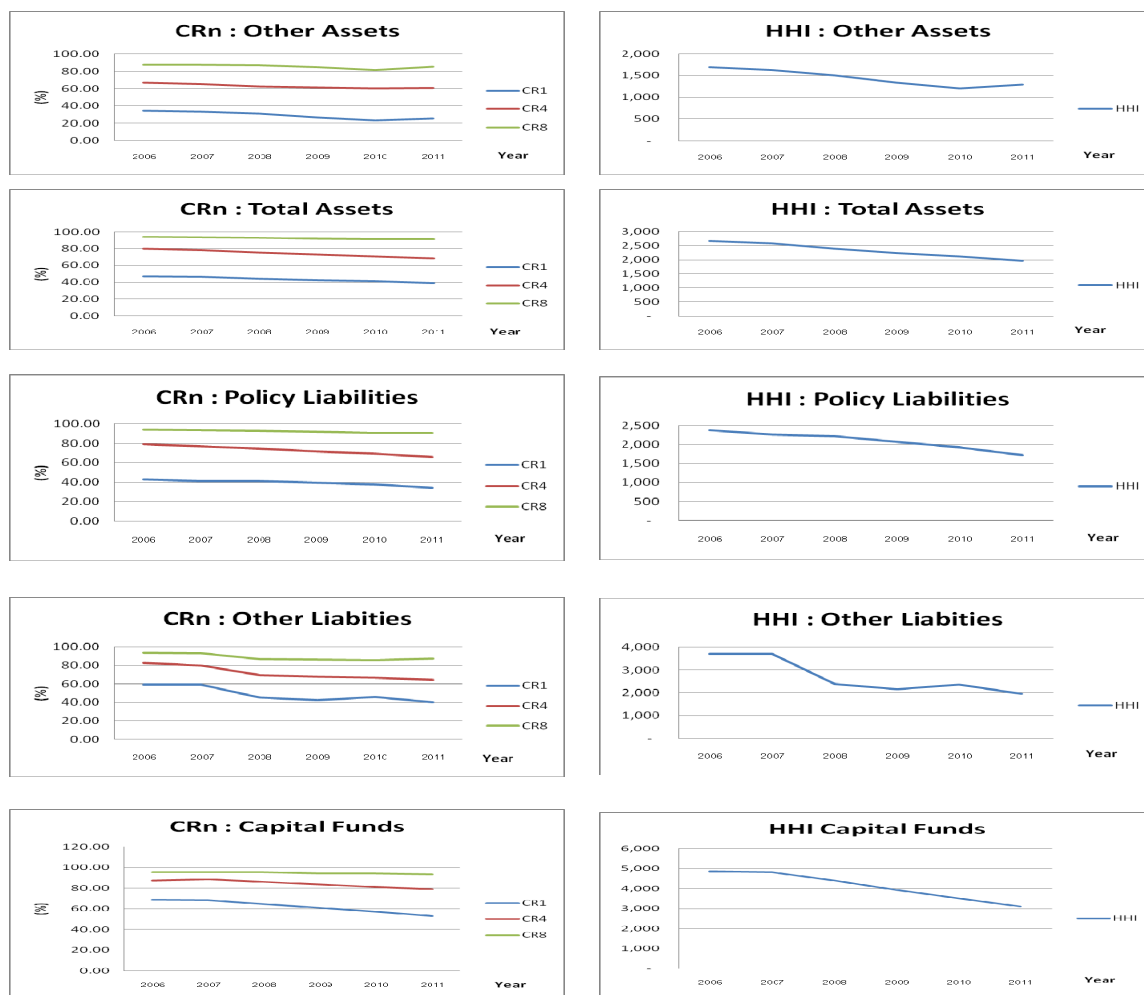 CRn : Other Assets
100.00
80.00
60.00
40.00
20.00
0.00
(%)
2006 2007 2008 2009 2010 2011
Year
CR1
CR4
CR8
HHI : Other Assets
2,000
1,500
1,000
500
-
2006 2007 2008 2009 2010 2011
Year
HHI
CRn : Total Assets
100.00
80.00
60.00
40.00
20.00
0.00
(%)
2006 2007 2008 2009 2010 2011
Year
CR1
CR4
CR8
HHI : Total Assets
3,000
2,500
2,000
1,500
1,000
500
-
2006 2007 2008 2009 2010 2011
Year
HHI
CRn : Policy Liabilities
100.00
80.00
60.00
40.00
20.00
0.00
(%)
2006 2007 2008 2009 2010 2011
Year
CR1
CR4
CR8
HHI : Policy Liabilities
2,500
2,000
1,500
1,000
500
-
2006 2007 2008 2009 2010 2011
Year
HHI
CRn : Other Liabities
100.00
80.00
60.00
40.00
20.00
0.00
(%)
2006 2007 2008 2009 2010 2011
Year
CR1
CR4
CR8
HHI : Other Liabities
4,000
3,000
2,000
1,000
-
2006 2007 2008 2009 2010 2011
Year
HHI
CRn : Capital Funds
120.00
100.00
80.00
60.00
40.00
20.00
0.00
(%)
2006 2007 2008 2009 2010 2011
Year
CR1
CR4
CR8
HHI Capital Funds
6,000
5,000
4,000
3,000
2,000
1,000
-
2006 2007 2008 2009 2010 2011
Year
HHI